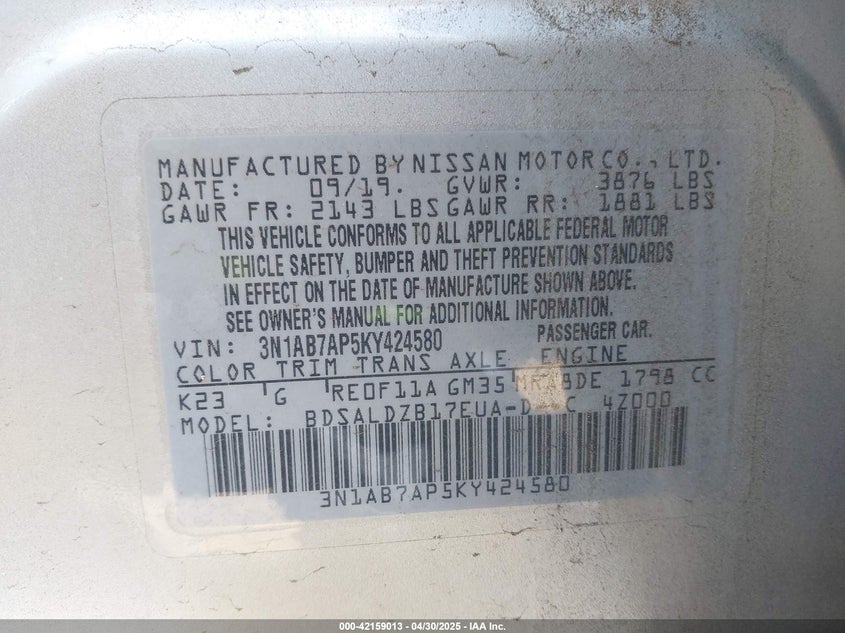 MANUFACTURED BY NISSAN MOTOR CO., LTD.
DATE: 09/19. GVWR: 3876 LBS
GAWR FR: 2143 LBS GAWR RR: 1881 LBS
THIS VEHICLE CONFORMS TO ALL APPLICABLE FEDERAL MOTOR
VEHICLE SAFETY, BUMPER AND THEFT PREVENTION STANDARDS
IN EFFECT ON THE DATE OF MANUFACTURE SHOWN ABOVE.
SEE OWNER'S MANUAL FOR ADDITIONAL INFORMATION.
VIN: 3N1AB7AP5KY424580 PASSENGER CAR.
COLOR TRIM TRANS AXLE ENGINE
K23 G RE0F11A GM35 1798 CC
MODEL: 4Z000
3N1AB7AP5KY424580
000-42159013 - 04/30/2025 - IAA Inc.